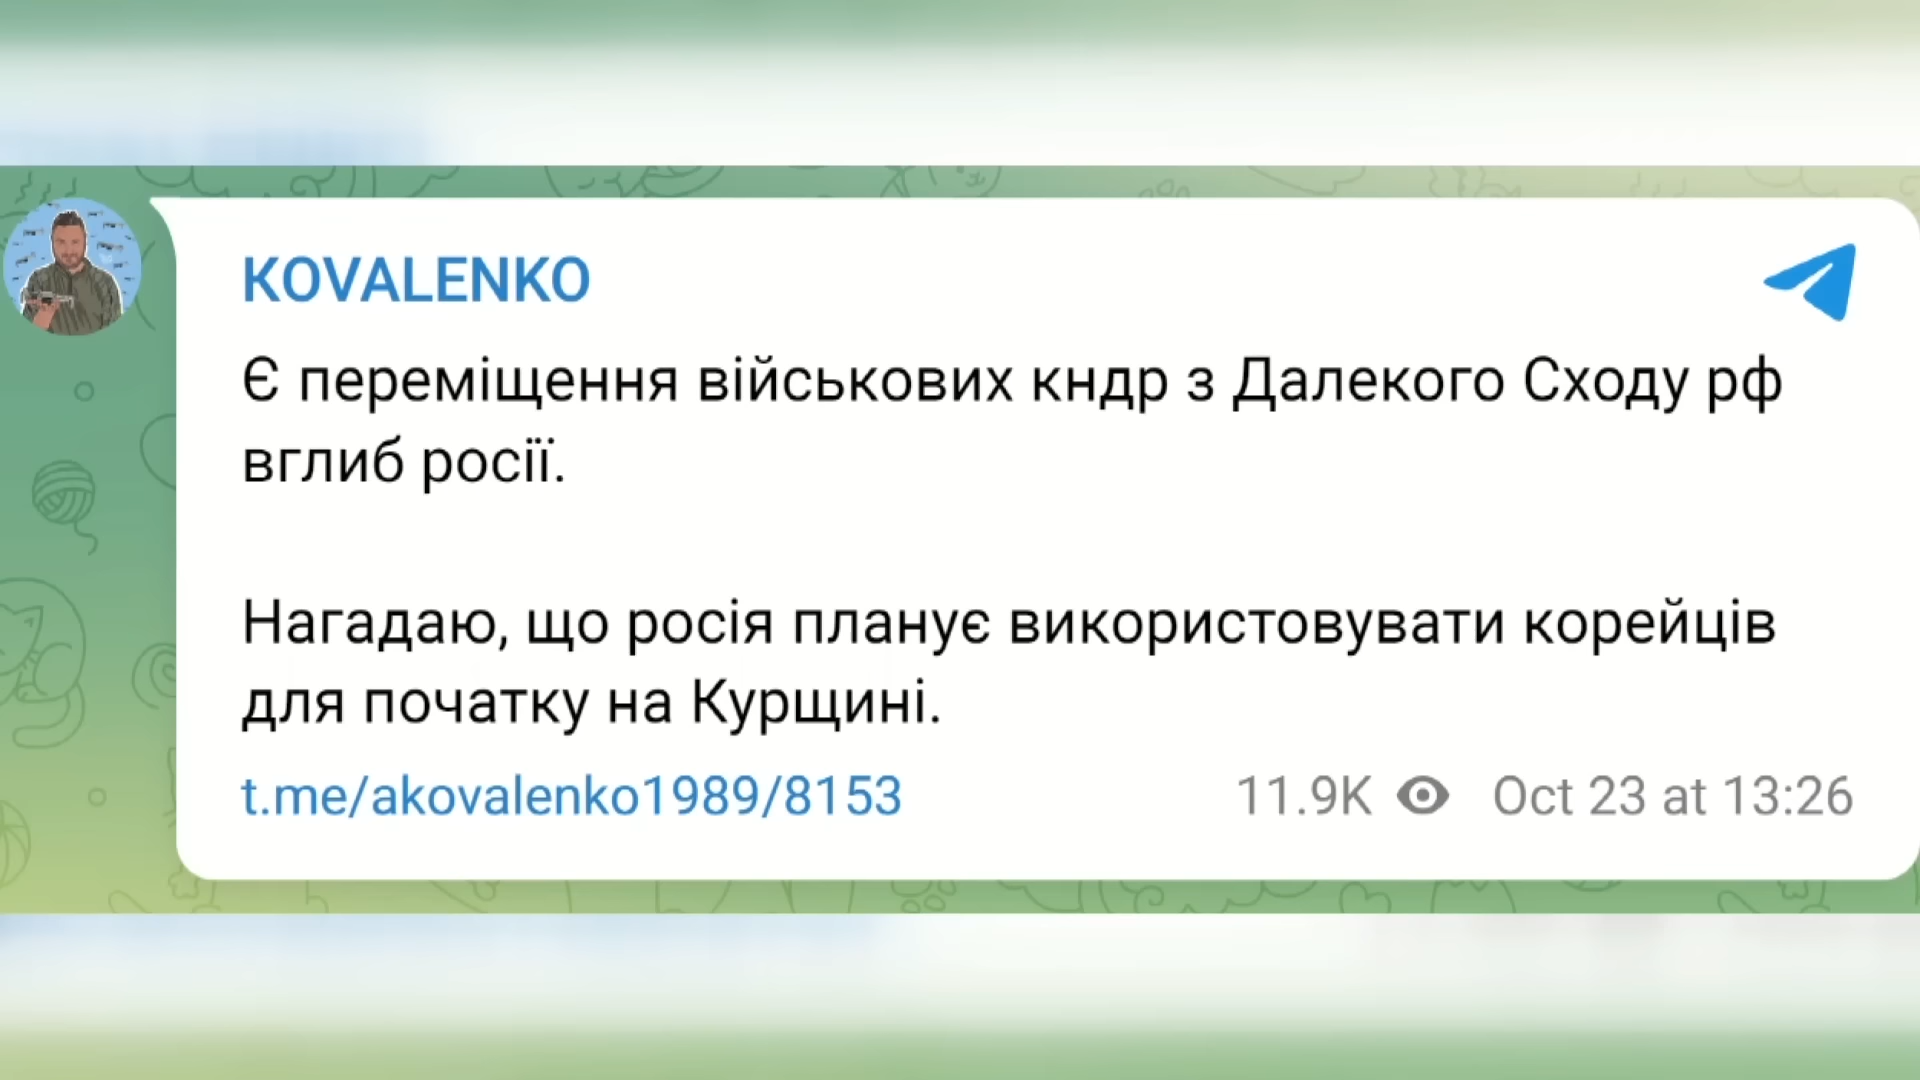 KOVALENKO
Є переміщення військових кндр з Далекого Сходу рф
вглиб росії.
Нагадаю, що росія планує використовувати корейців
для початку на Курщині.
t.me/akovalenko1989/8153 11.9K Oct 23 at 13:26